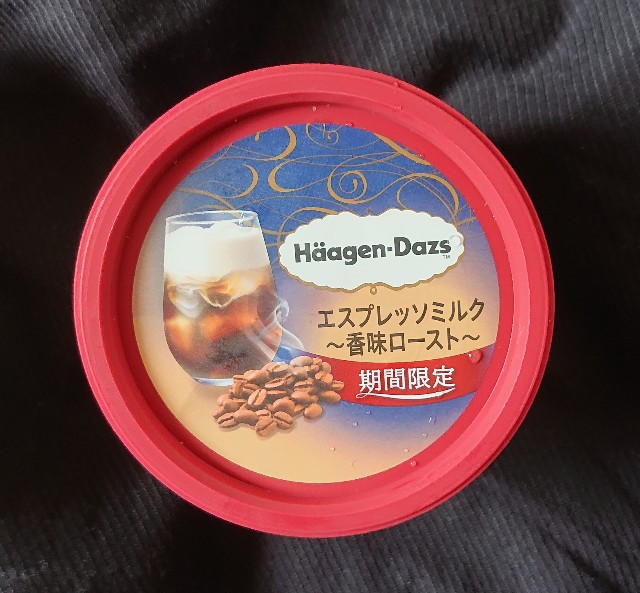 Häagen-Dazs™
エスプレッソミルク
～香味ロースト～
期間限定